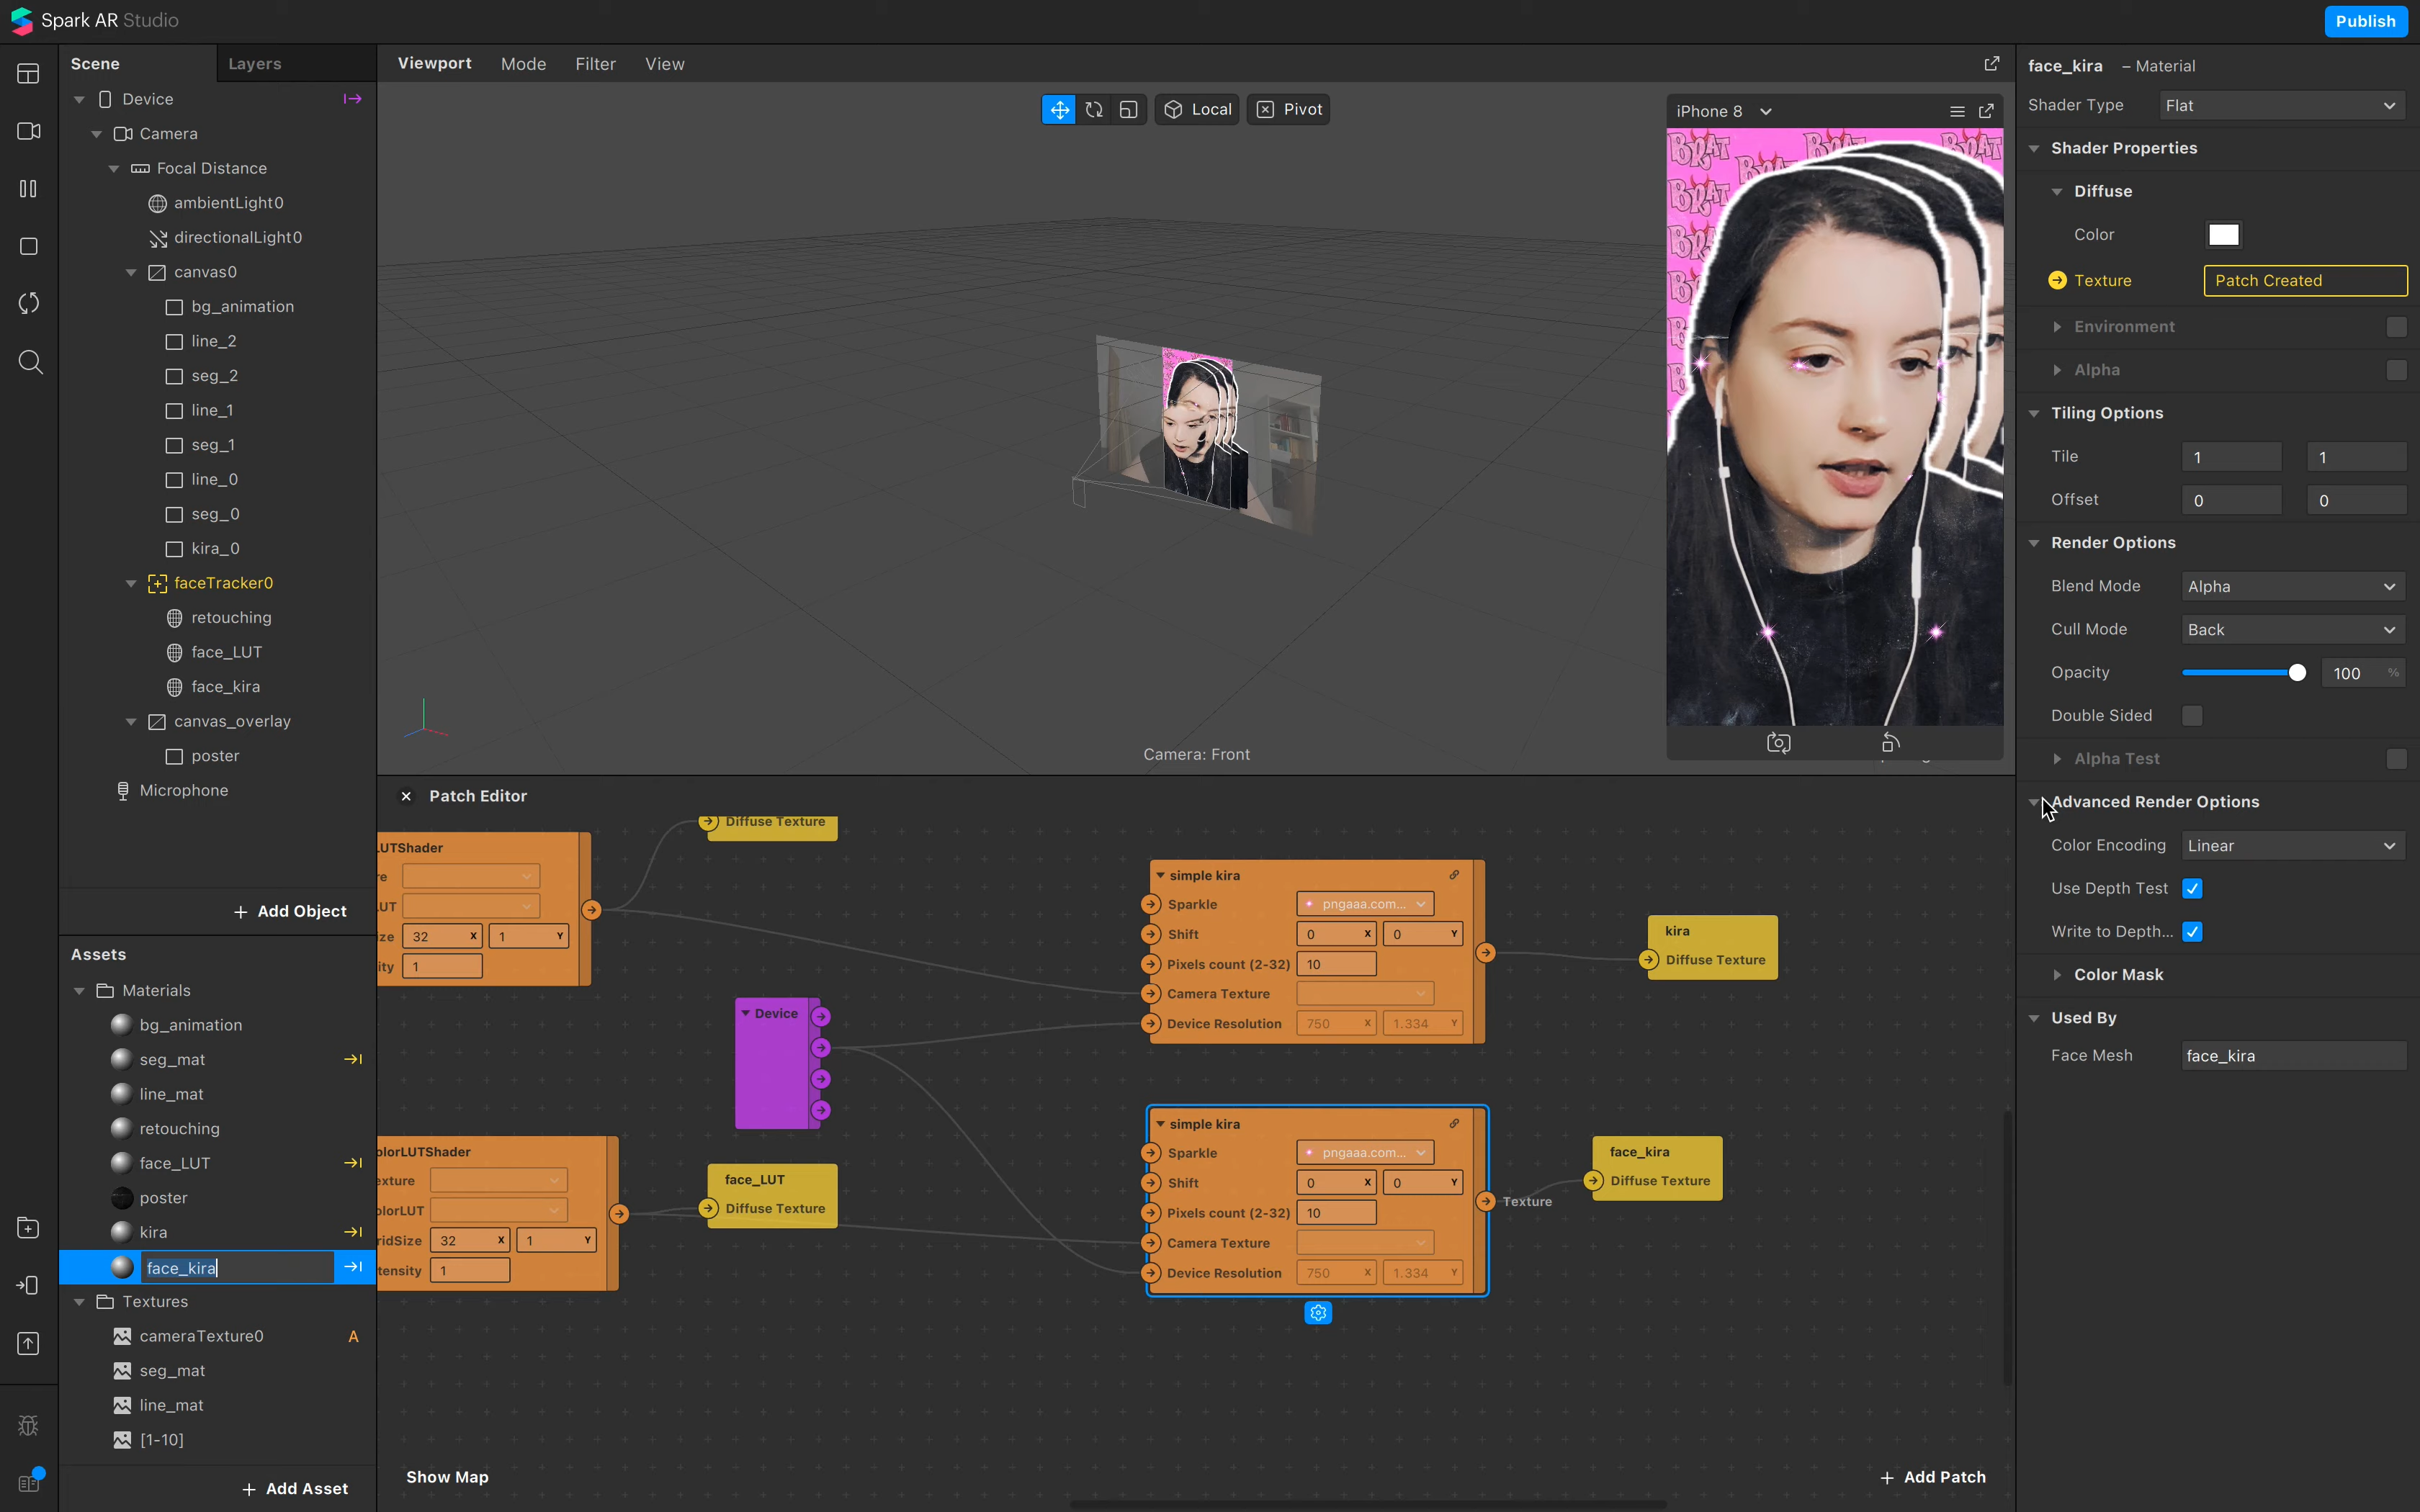 Spark AR Studio
Publish
Scene
Layers
Device
Camera
Focal Distance
ambientLight0
directionalLight0
canvas0
bg_animation
line_2
seg_2
line_1
seg_1
line_0
seg_0
kira_0
faceTracker0
retouching
face_LUT
face_kira
canvas_overlay
poster
Microphone
+ Add Object
Assets
Materials
bg_animation
seg_mat
line_mat
retouching
face_LUT
poster
kira
face_kira
Textures
cameraTexture0 A
seg_mat
line_mat
[1-10]
+ Add Asset
Viewport Mode Filter View
Local
Pivot
iPhone 8
BRAT BRAT BRAT
BRAT
Camera: Front
Patch Editor
Diffuse Texture
LUTShader
re
LUT
ze 32 X 1 Y
ity 1
Device
simple kira
Sparkle pngaaa.com...
Shift 0 X 0 Y
Pixels count (2-32) 10
Camera Texture
Device Resolution 750 X 1.334 Y
kira
Diffuse Texture
olorLUTShader
exture
olorLUT
ridSize 32 X 1 Y
tensity 1
face_LUT
Diffuse Texture
simple kira
Sparkle pngaaa.com...
Shift 0 X 0 Y
Pixels count (2-32) 10
Camera Texture
Device Resolution 750 X 1.334 Y
Texture
face_kira
Diffuse Texture
Show Map
+ Add Patch
face_kira – Material
Shader Type Flat
Shader Properties
Diffuse
Color
Texture Patch Created
Environment
Alpha
Tiling Options
Tile 1 1
Offset 0 0
Render Options
Blend Mode Alpha
Cull Mode Back
Opacity 100 %
Double Sided
Alpha Test
Advanced Render Options
Color Encoding Linear
Use Depth Test
Write to Depth...
Color Mask
Used By
Face Mesh face_kira